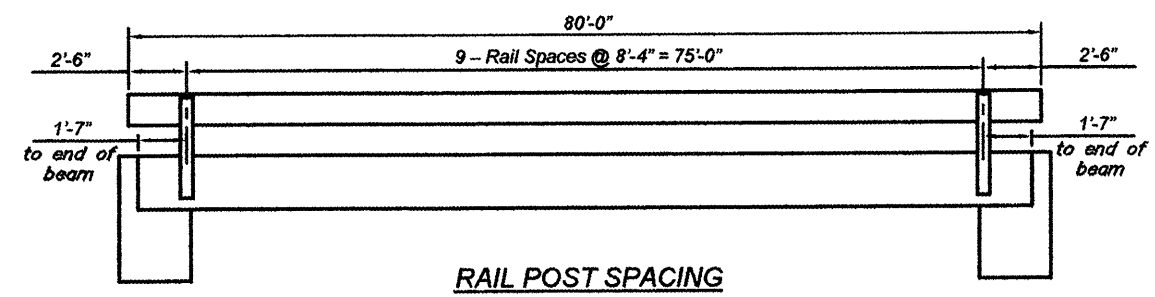 80'-0"
2'-6"
9 – Rail Spaces @ 8'-4" = 75'-0"
2'-6"
1'-7"
to end of
beam
1'-7"
to end of
beam
RAIL POST SPACING